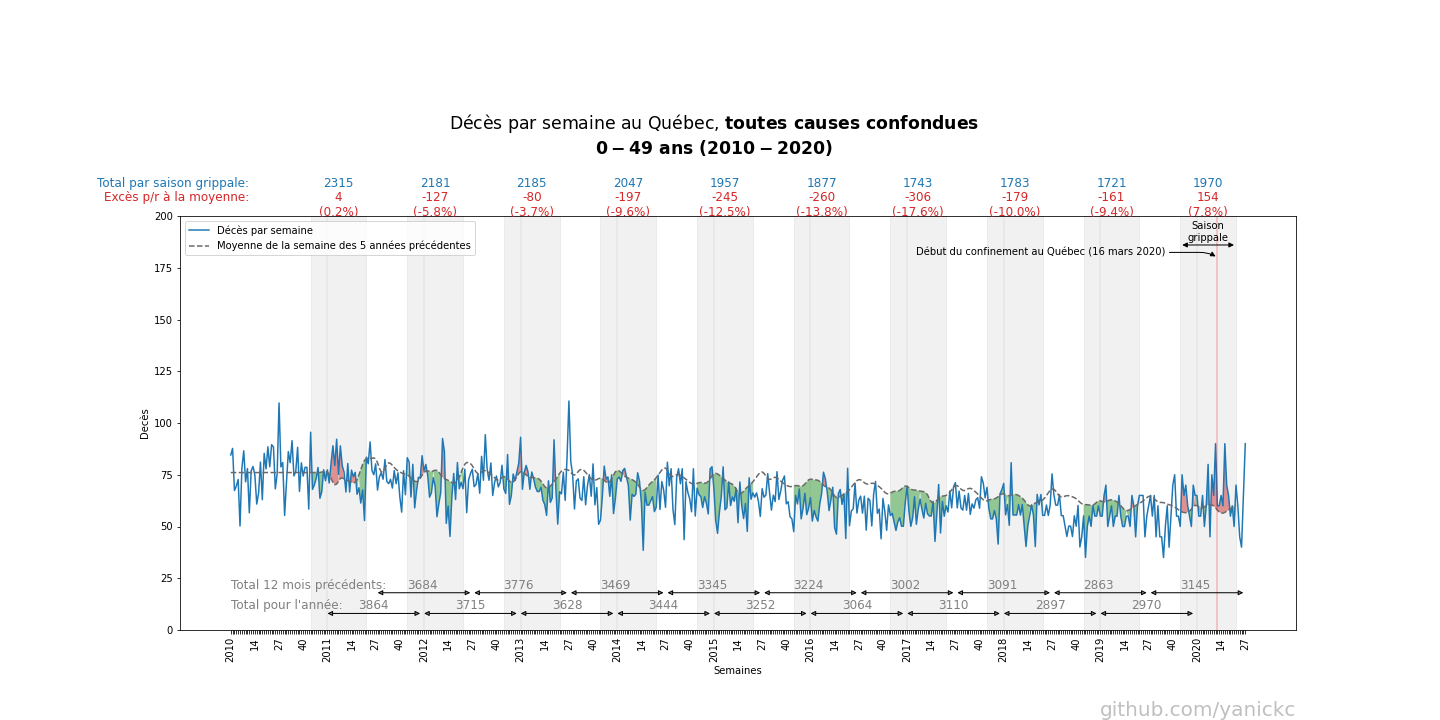 Décès par semaine au Québec, toutes causes confondues
0 − 49 ans (2010 − 2020)
Total par saison grippale: 2315 2181 2185 2047 1957 1877 1743 1783 1721 1970
Excès p/r à la moyenne: 4 -127 -80 -197 -245 -260 -306 -179 -161 154
(0.2%) (-5.8%) (-3.7%) (-9.6%) (-12.5%) (-13.8%) (-17.6%) (-10.0%) (-9.4%) (7.8%)
200
Décès par semaine
Moyenne de la semaine des 5 années précédentes
Saison
grippale
Début du confinement au Québec (16 mars 2020)
175
150
125
100
75
50
25
0
Decès
Total 12 mois précédents: 3684 3776 3469 3345 3224 3002 3091 2863 3145
Total pour l'année: 3864 3715 3628 3444 3252 3064 3110 2897 2970
2010 14 27 40 2011 14 27 40 2012 14 27 40 2013 14 27 40 2014 14 27 40 2015 14 27 40 2016 14 27 40 2017 14 27 40 2018 14 27 40 2019 14 27 40 2020 14 27
Semaines
github.com/yanickc